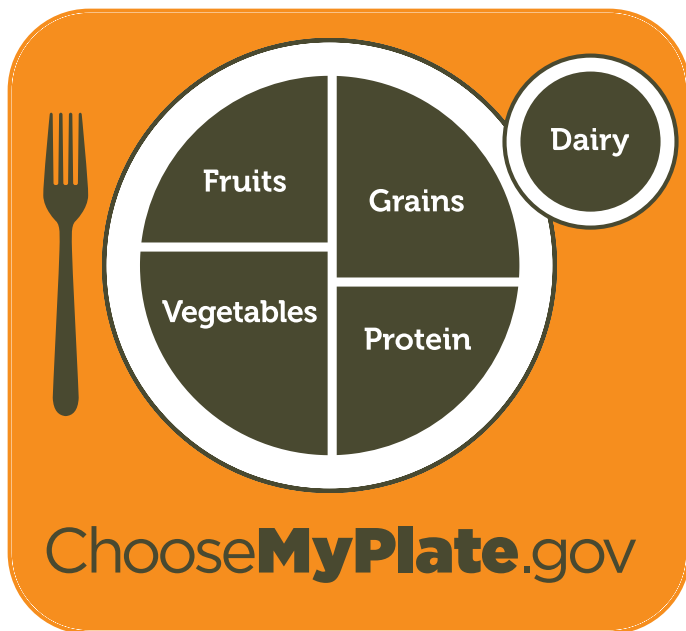 Dairy
Fruits
Grains
Vegetables
Protein
ChooseMyPlate.gov